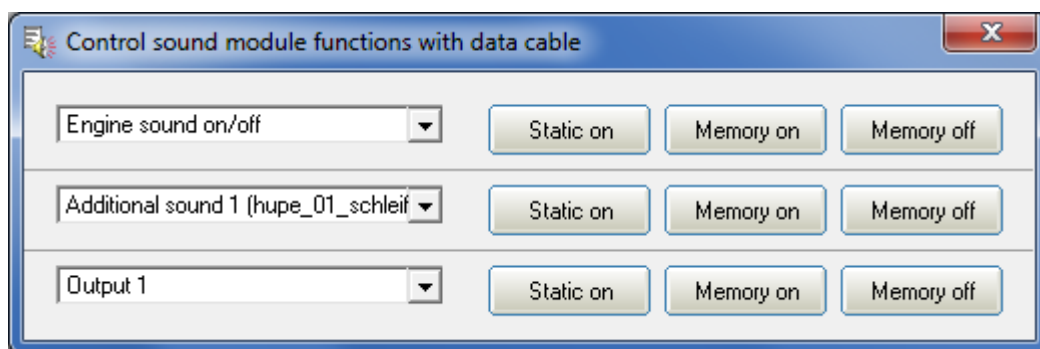 Control sound module functions with data cable
Engine sound on/off Static on Memory on Memory off
Additional sound 1 (hupe_01_schleif Static on Memory on Memory off
Output 1 Static on Memory on Memory off